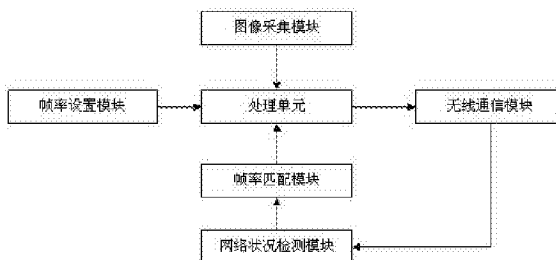 图像采集模块
帧率设置模块
处理单元
无线通信模块
帧率匹配模块
网络状况检测模块